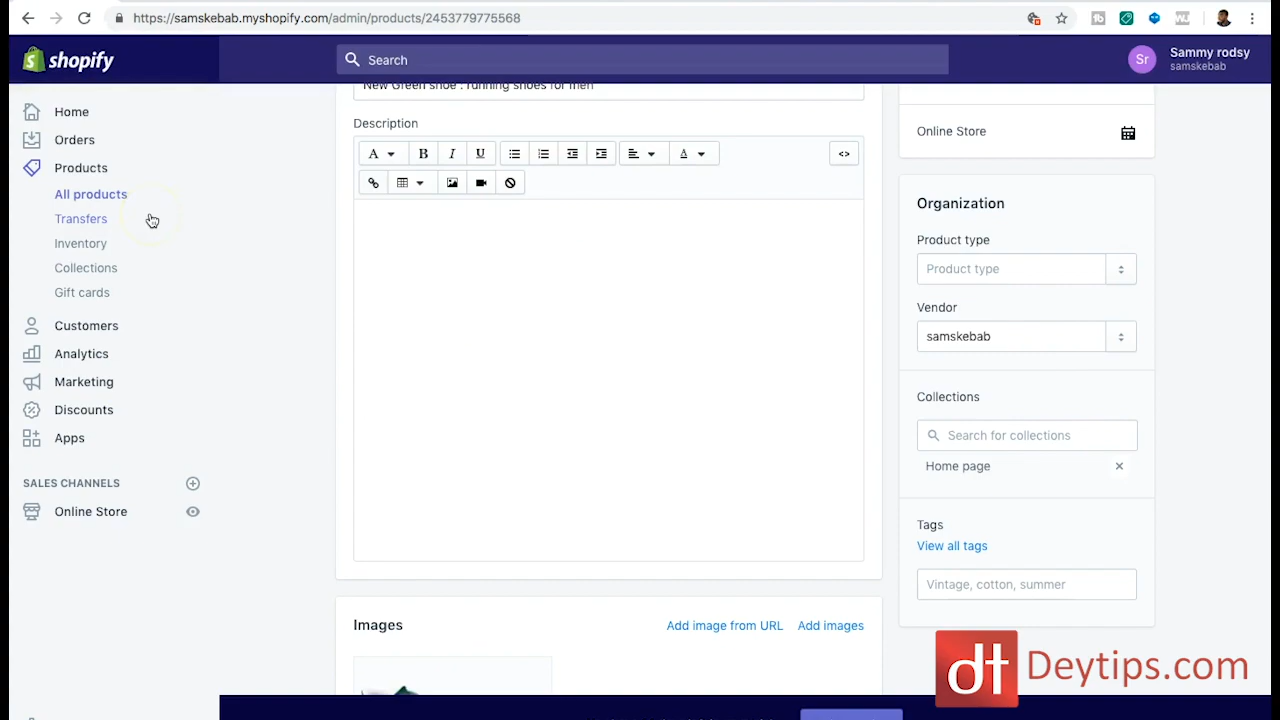 https://samskebab.myshopify.com/admin/products/2453779775568
shopify
Search
Sr
Sammy rodsy
samskebab
Home
Orders
Products
All products
Transfers
Inventory
Collections
Gift cards
Customers
Analytics
Marketing
Discounts
Apps
SALES CHANNELS
Online Store
New Green shoe : running shoes for men
Description
A
B
I
U
A
<>
Images
Add image from URL
Add images
Online Store
Organization
Product type
Product type
Vendor
samskebab
Collections
Search for collections
Home page
Tags
View all tags
Vintage, cotton, summer
dt Deytips.com